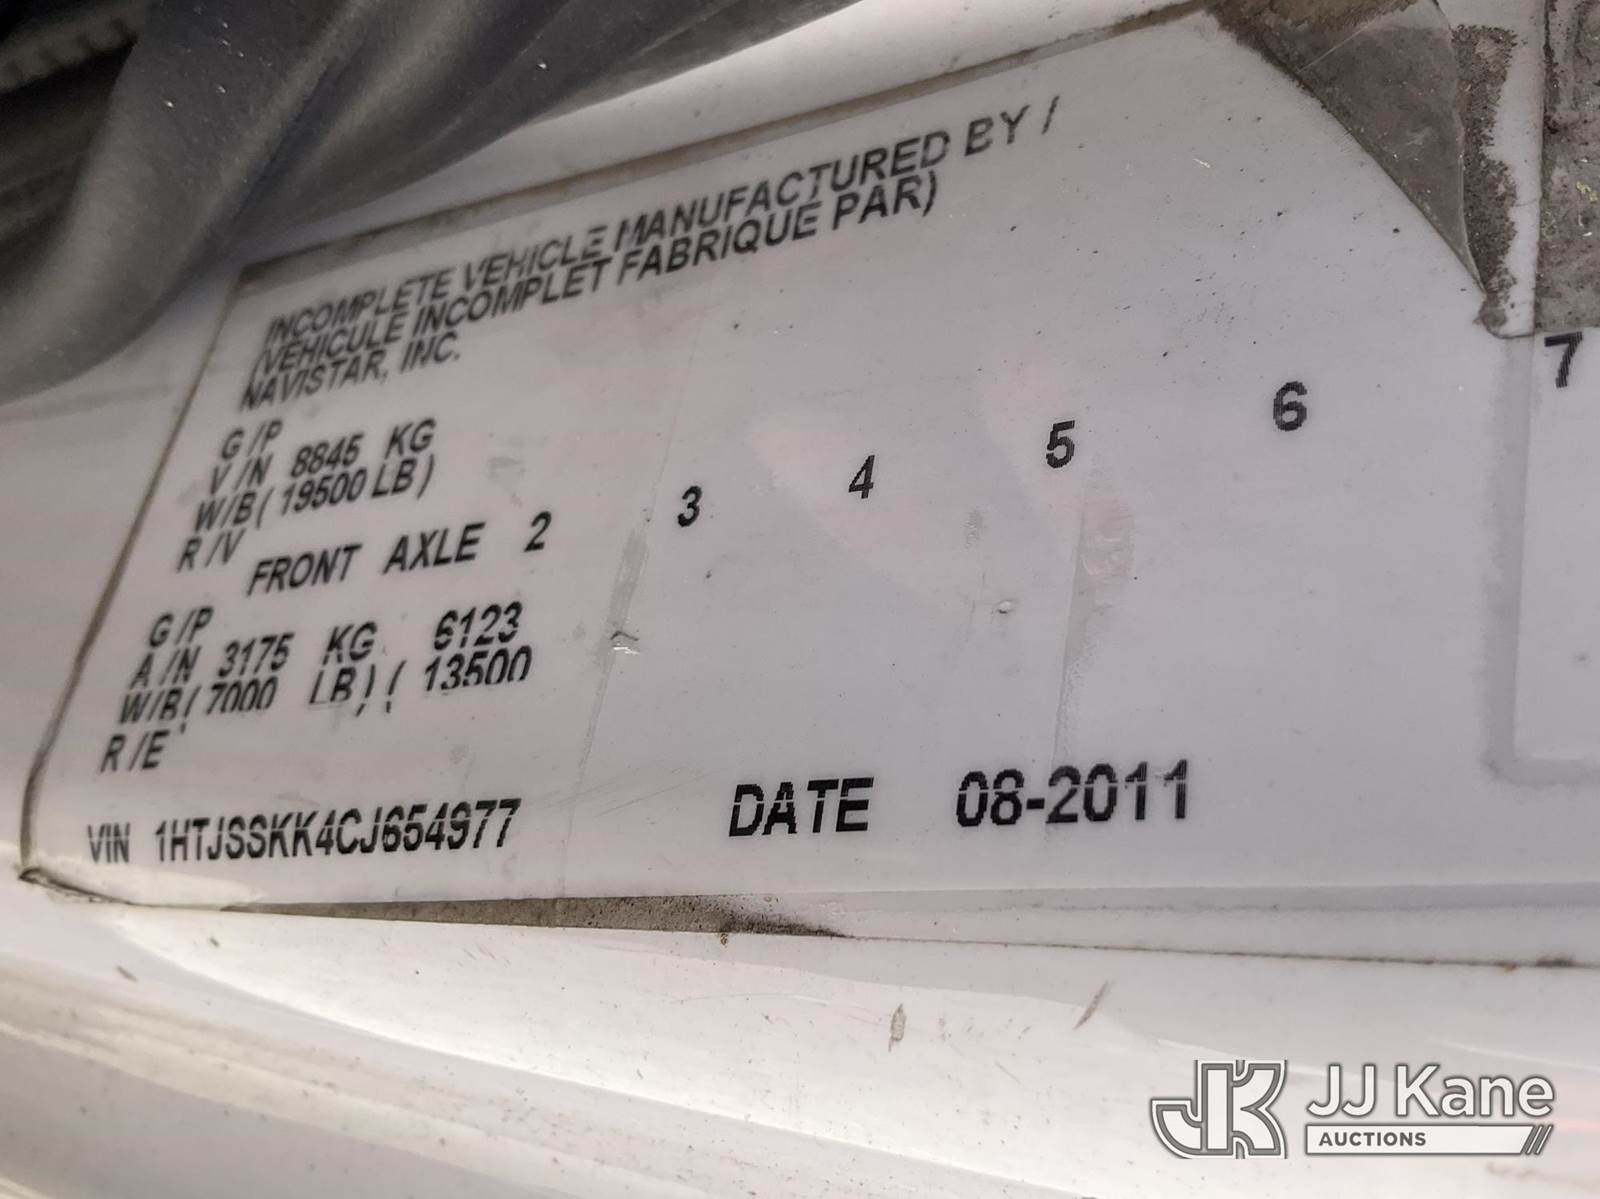 INCOMPLETE VEHICLE MANUFACTURED BY /
(VEHICULE INCOMPLET FABRIQUE PAR)
NAVISTAR, INC.
G/P
V/N 8845 KG
W/B (19500 LB)
R/V
FRONT AXLE 2 3 4 5 6 7
G/P
A/N 3175 KG 6123
W/B (7000 LB) ( 13500
R/E
VIN 1HTJSSKK4CJ654977 DATE 08-2011
JK JJ Kane
AUCTIONS